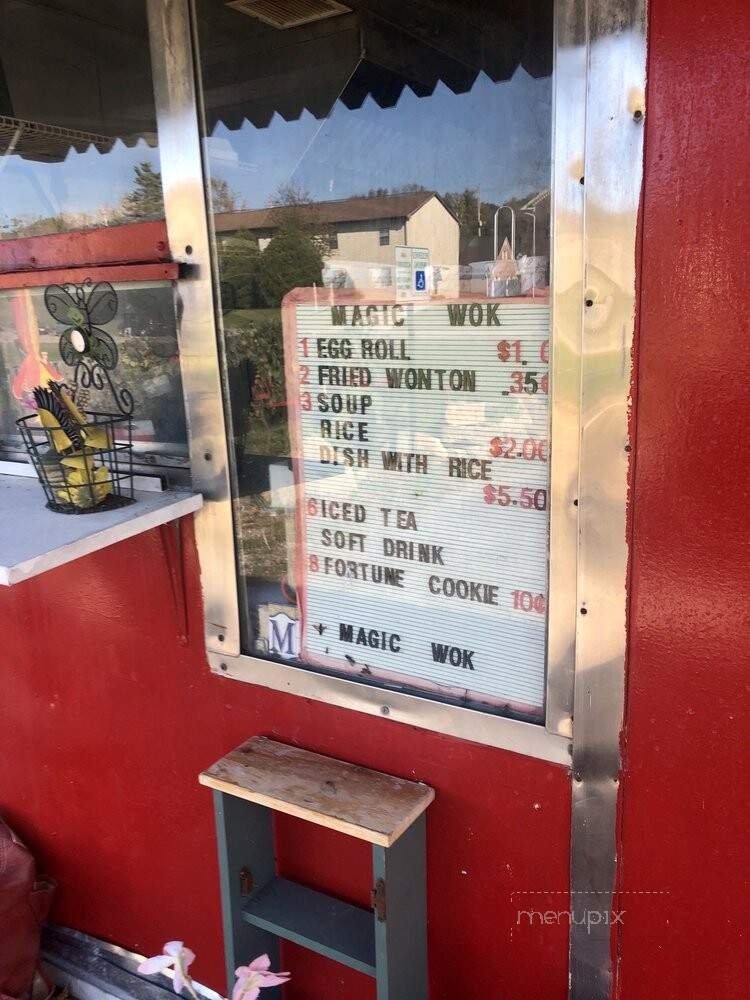 MAGIC WOK
1 EGG ROLL $1.
2 FRIED WONTON .35¢
3 SOUP
RICE $2.00
DISH WITH RICE
$5.50
6 ICED TEA
SOFT DRINK
8 FORTUNE COOKIE 10¢
MAGIC WOK
M
menupix